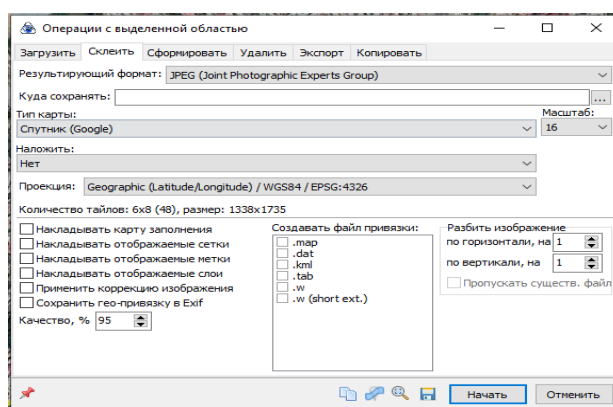 Операции с выделенной областью
Загрузить Склеить Сформировать Удалить Экспорт Копировать
Результирующий формат: JPEG (Joint Photographic Experts Group)
Куда сохранять: ...
Тип карты: Масштаб:
Спутник (Google) 16
Наложить:
Нет
Проекция: Geographic (Latitude/Longitude) / WGS84 / EPSG:4326
Количество тайлов: 6x8 (48), размер: 1338x1735
Накладывать карту заполнения
Накладывать отображаемые сетки
Накладывать отображаемые метки
Накладывать отображаемые слои
Применить коррекцию изображения
Сохранить гео-привязку в Exif
Качество, % 95
Создавать файл привязки:
.map
.dat
.kml
.tab
.w
.w (short ext.)
Разбить изображение
по горизонтали, на 1
по вертикали, на 1
Пропускать существ. файл
Начать Отменить